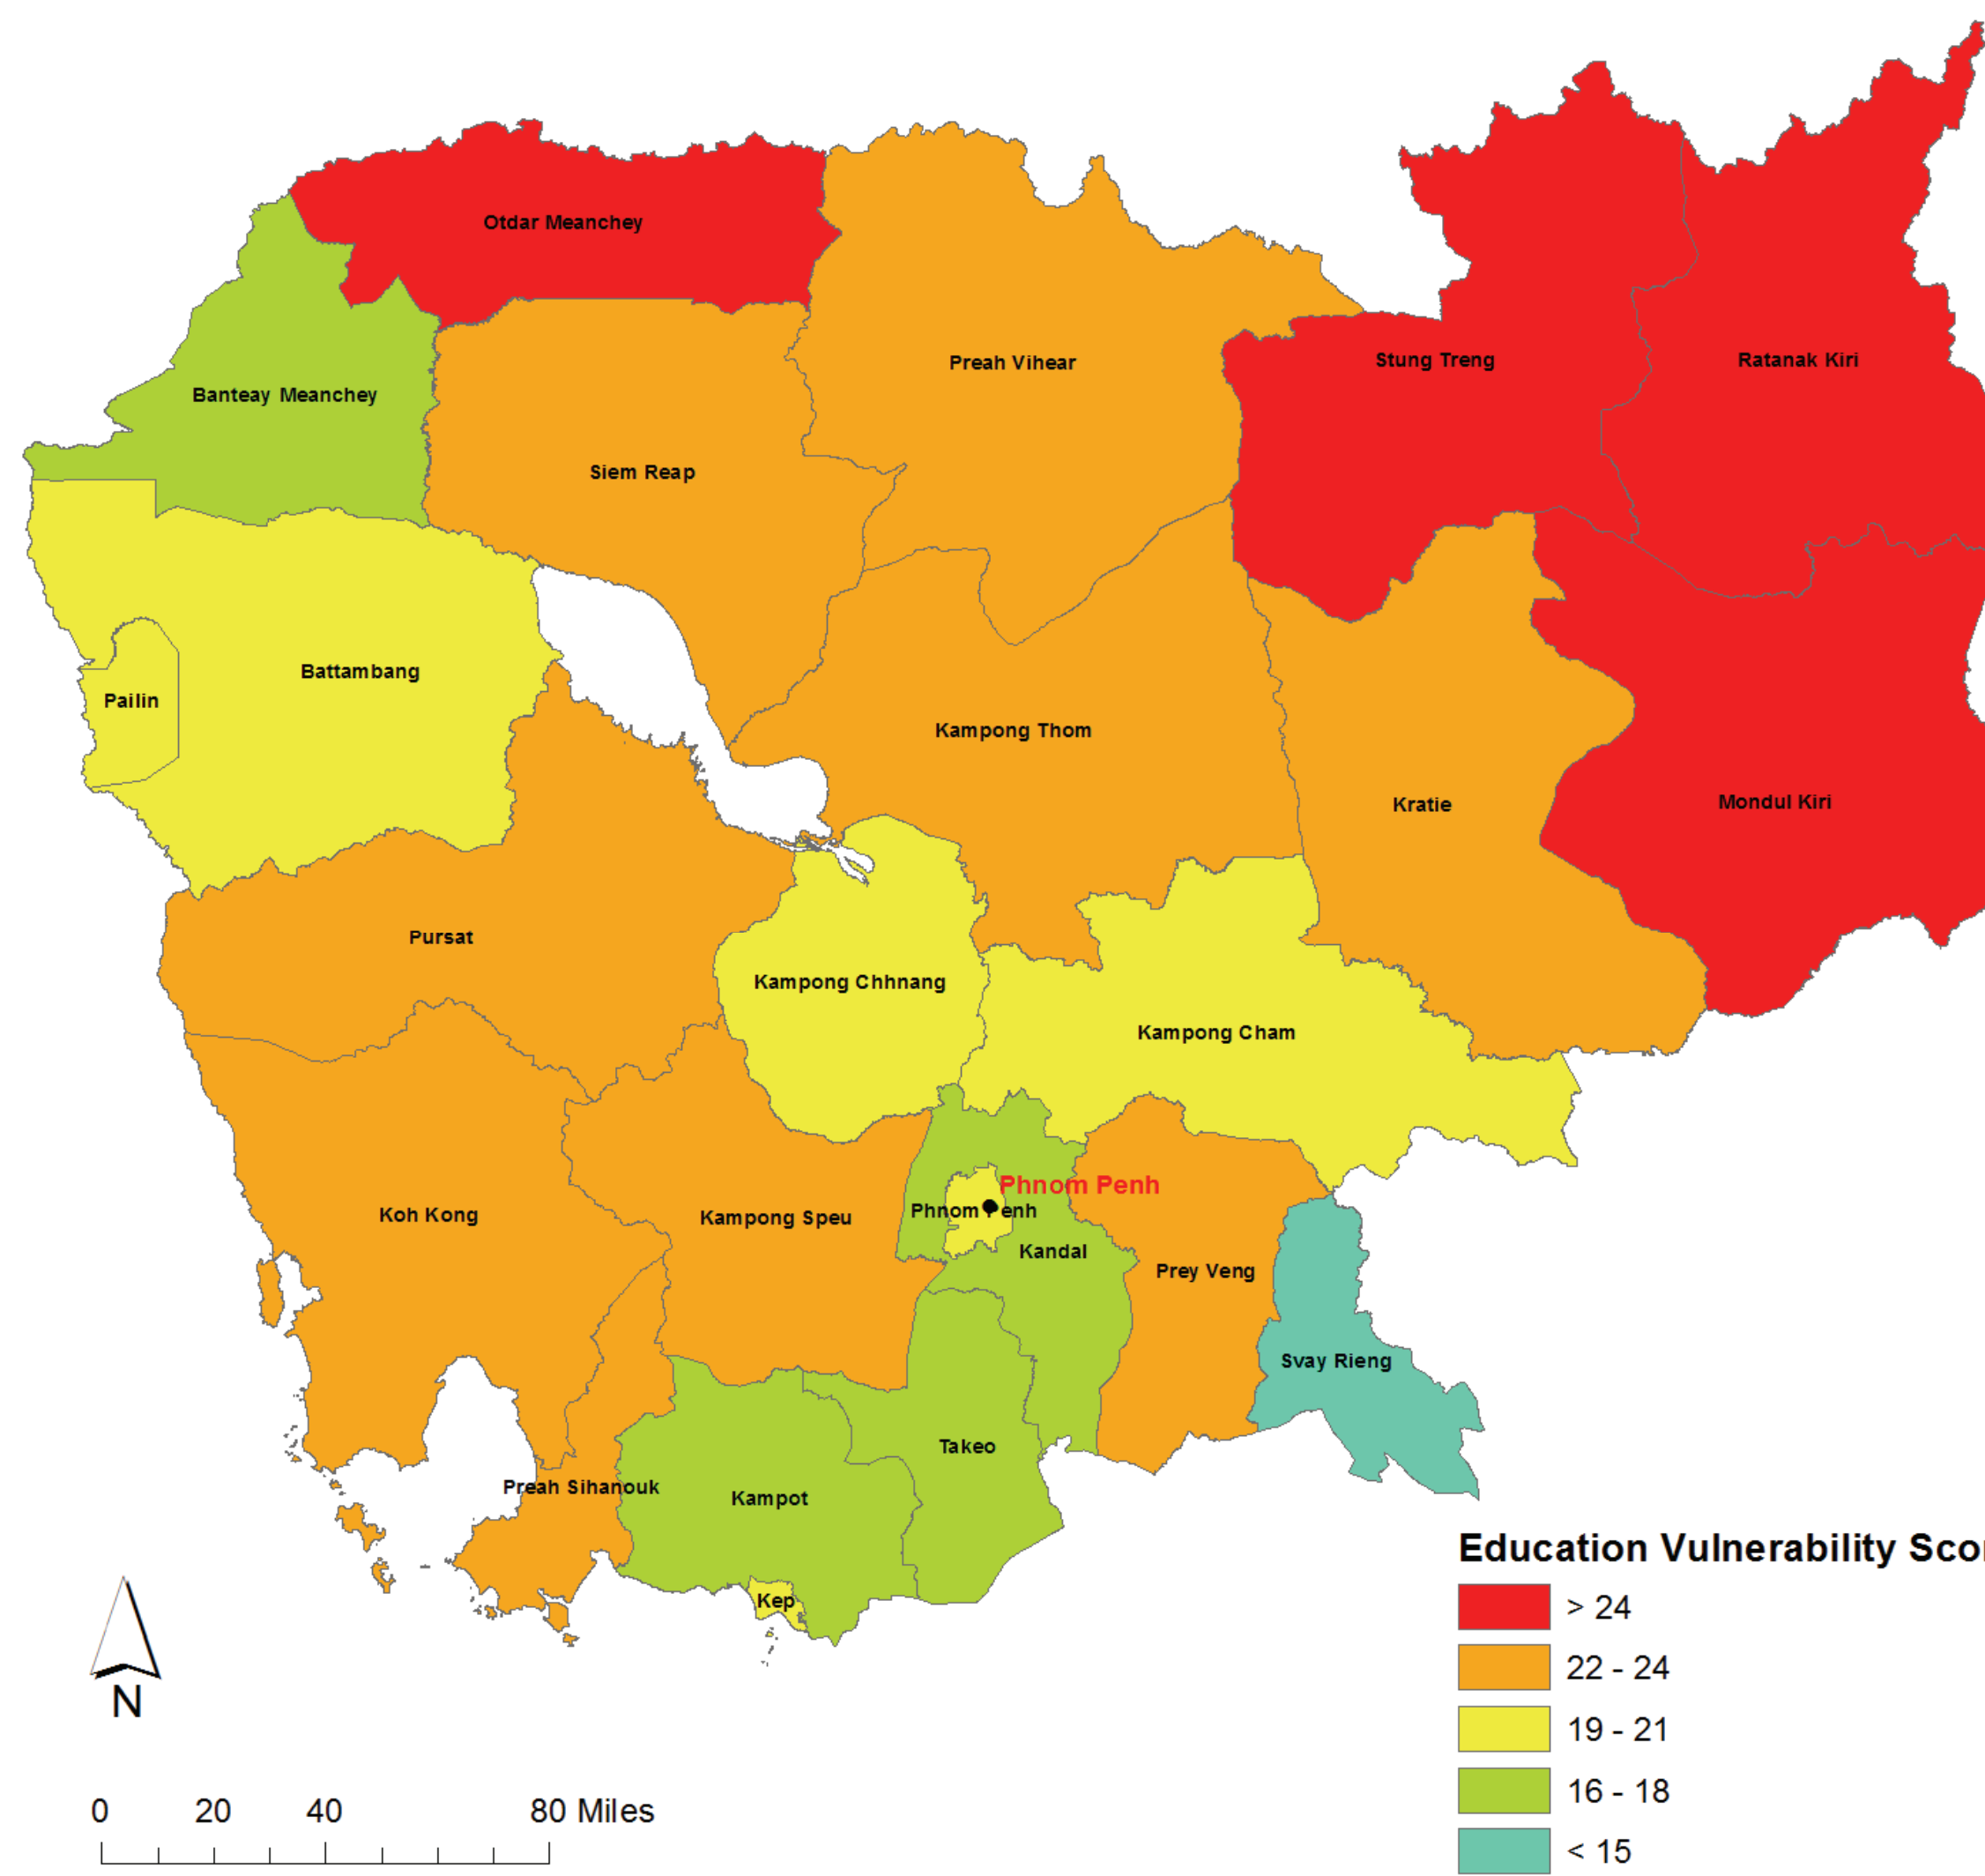 Otdar Meanchey
Preah Vihear
Stung Treng
Ratanak Kiri
Banteay Meanchey
Siem Reap
Battambang
Pailin
Kampong Thom
Kratie
Mondul Kiri
Pursat
Kampong Chhnang
Kampong Cham
Phnom Penh
Phnom Penh
Koh Kong
Kampong Speu
Kandal
Prey Veng
Svay Rieng
Takeo
Preah Sihanouk
Kampot
Kep
Education Vulnerability Sco
> 24
22 - 24
19 - 21
16 - 18
< 15
N
0 20 40 80 Miles